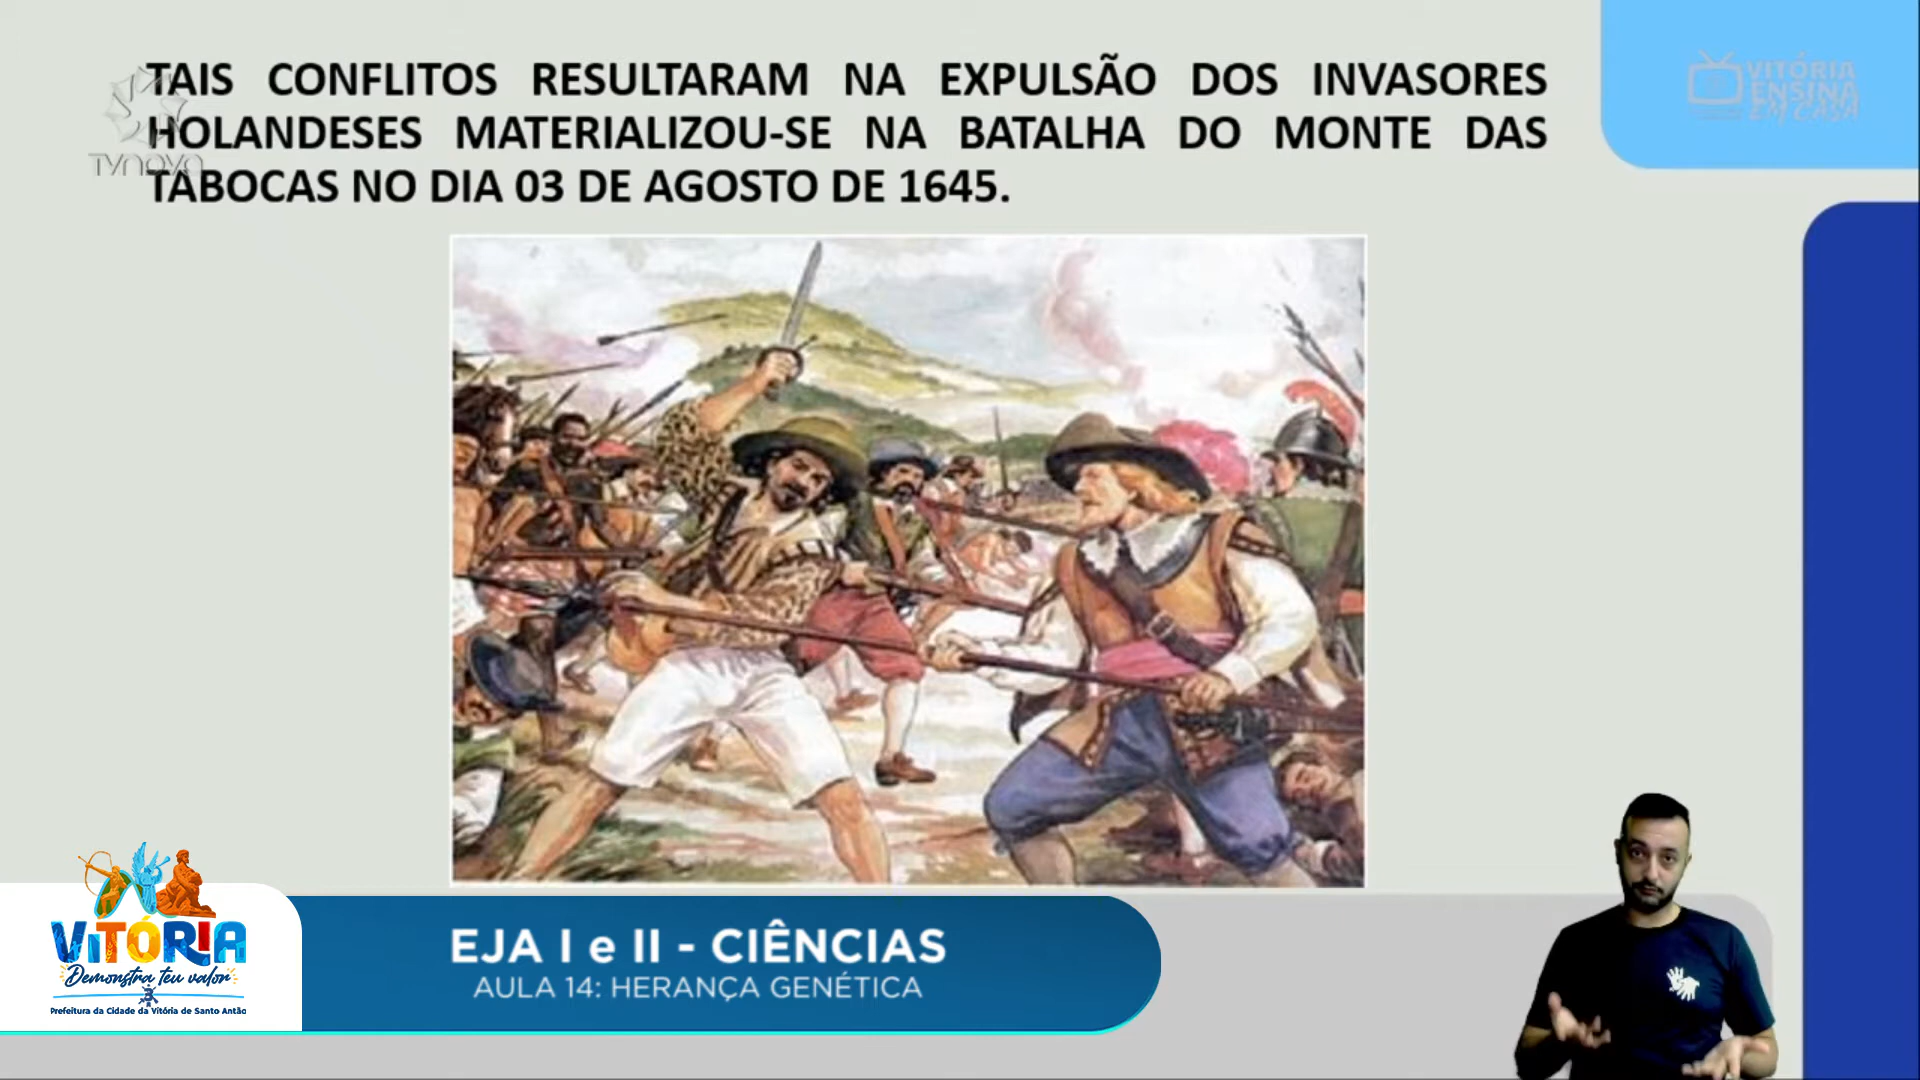 TAIS CONFLITOS RESULTARAM NA EXPULSÃO DOS INVASORES
HOLANDESES MATERIALIZOU-SE NA BATALHA DO MONTE DAS
TABOCAS NO DIA 03 DE AGOSTO DE 1645.
TVNOVO
VITÓRIA
ENSINA
EM CASA
VITÓRIA
Demonstra teu valor
Prefeitura da Cidade da Vitória de Santo Antão
EJA I e II - CIÊNCIAS
AULA 14: HERANÇA GENÉTICA